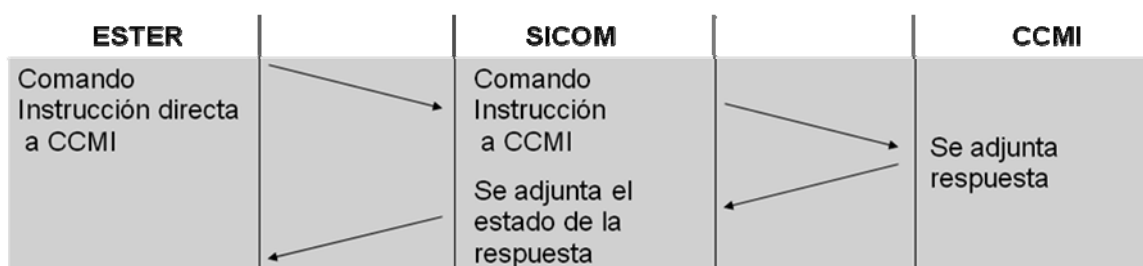 ESTER
SICOM
CCMI
Comando
Instrucción directa
a CCMI
Comando
Instrucción
a CCMI
Se adjunta el
estado de la
respuesta
Se adjunta
respuesta